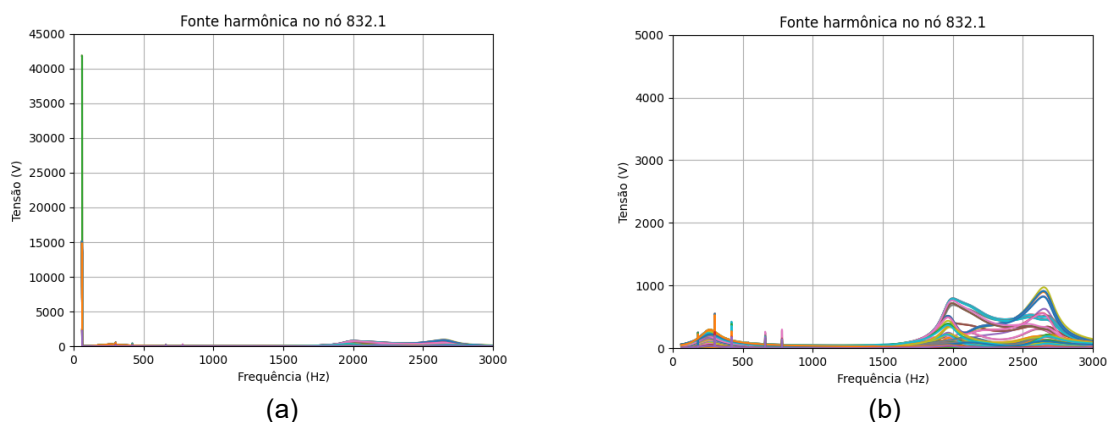 Fonte harmônica no nó 832.1
45000
40000
35000
30000
25000
20000
15000
10000
5000
0
Tensão (V)
0 500 1000 1500 2000 2500 3000
Frequência (Hz)
(a)
Fonte harmônica no nó 832.1
5000
4000
3000
2000
1000
0
Tensão (V)
0 500 1000 1500 2000 2500 3000
Frequência (Hz)
(b)